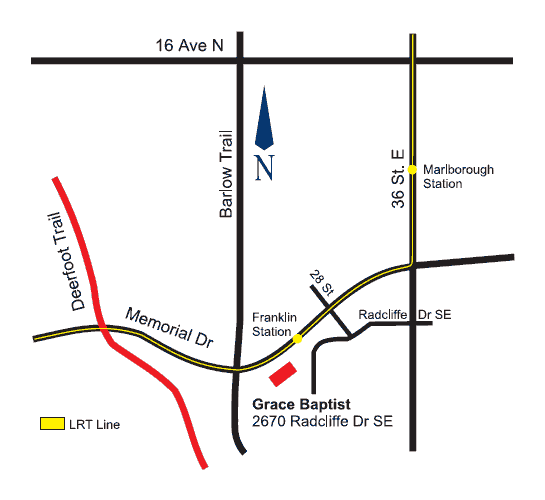 16 Ave N
Barlow Trail
N
36 St. E
Marlborough
Station
Deerfoot Trail
28 St
Memorial Dr
Franklin
Station
Radcliffe Dr SE
Grace Baptist
2670 Radcliffe Dr SE
LRT Line